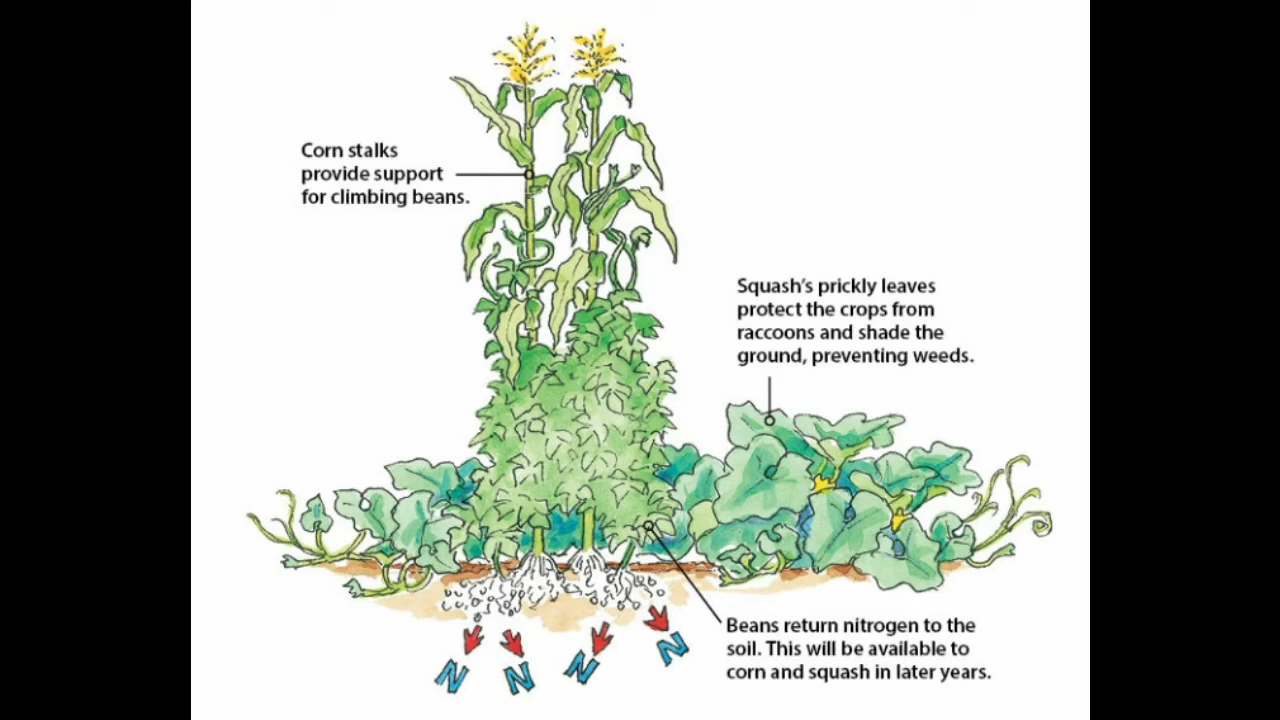 Corn stalks
provide support
for climbing beans.
Squash's prickly leaves
protect the crops from
raccoons and shade the
ground, preventing weeds.
Beans return nitrogen to the
soil. This will be available to
corn and squash in later years.
N N N N